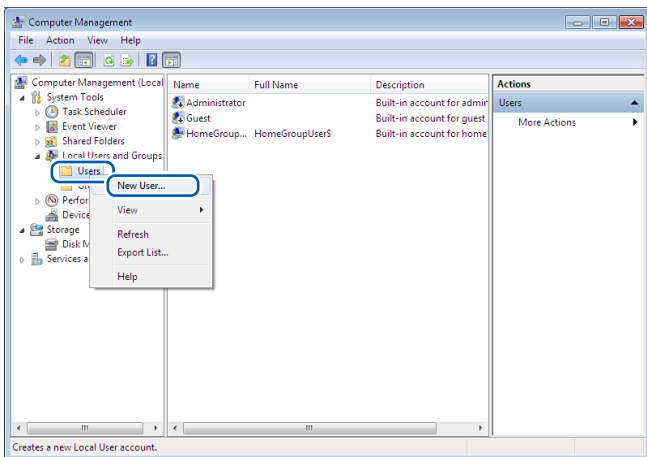 Computer Management
File Action View Help
Computer Management (Local
System Tools
Task Scheduler
Event Viewer
Shared Folders
Local Users and Groups
Users
Perfor
Device
Storage
Disk M
Services a
Name Full Name Description
Administrator Built-in account for admin
Guest Built-in account for guest
HomeGroup... HomeGroupUser$ Built-in account for home
New User...
View
Refresh
Export List...
Help
Actions
Users
More Actions
Creates a new Local User account.